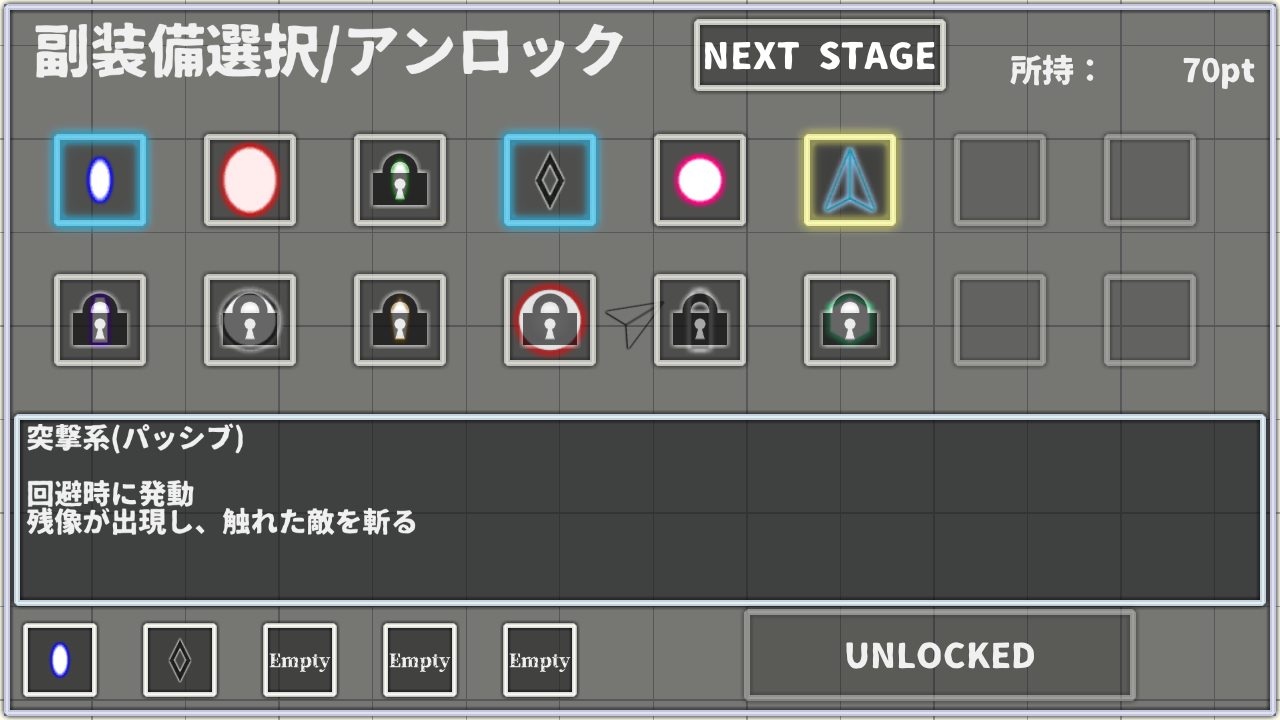 副装備選択/アンロック
NEXT STAGE
所持： 70pt
突撃系(パッシブ)
回避時に発動
残像が出現し、触れた敵を斬る
Empty Empty Empty
UNLOCKED